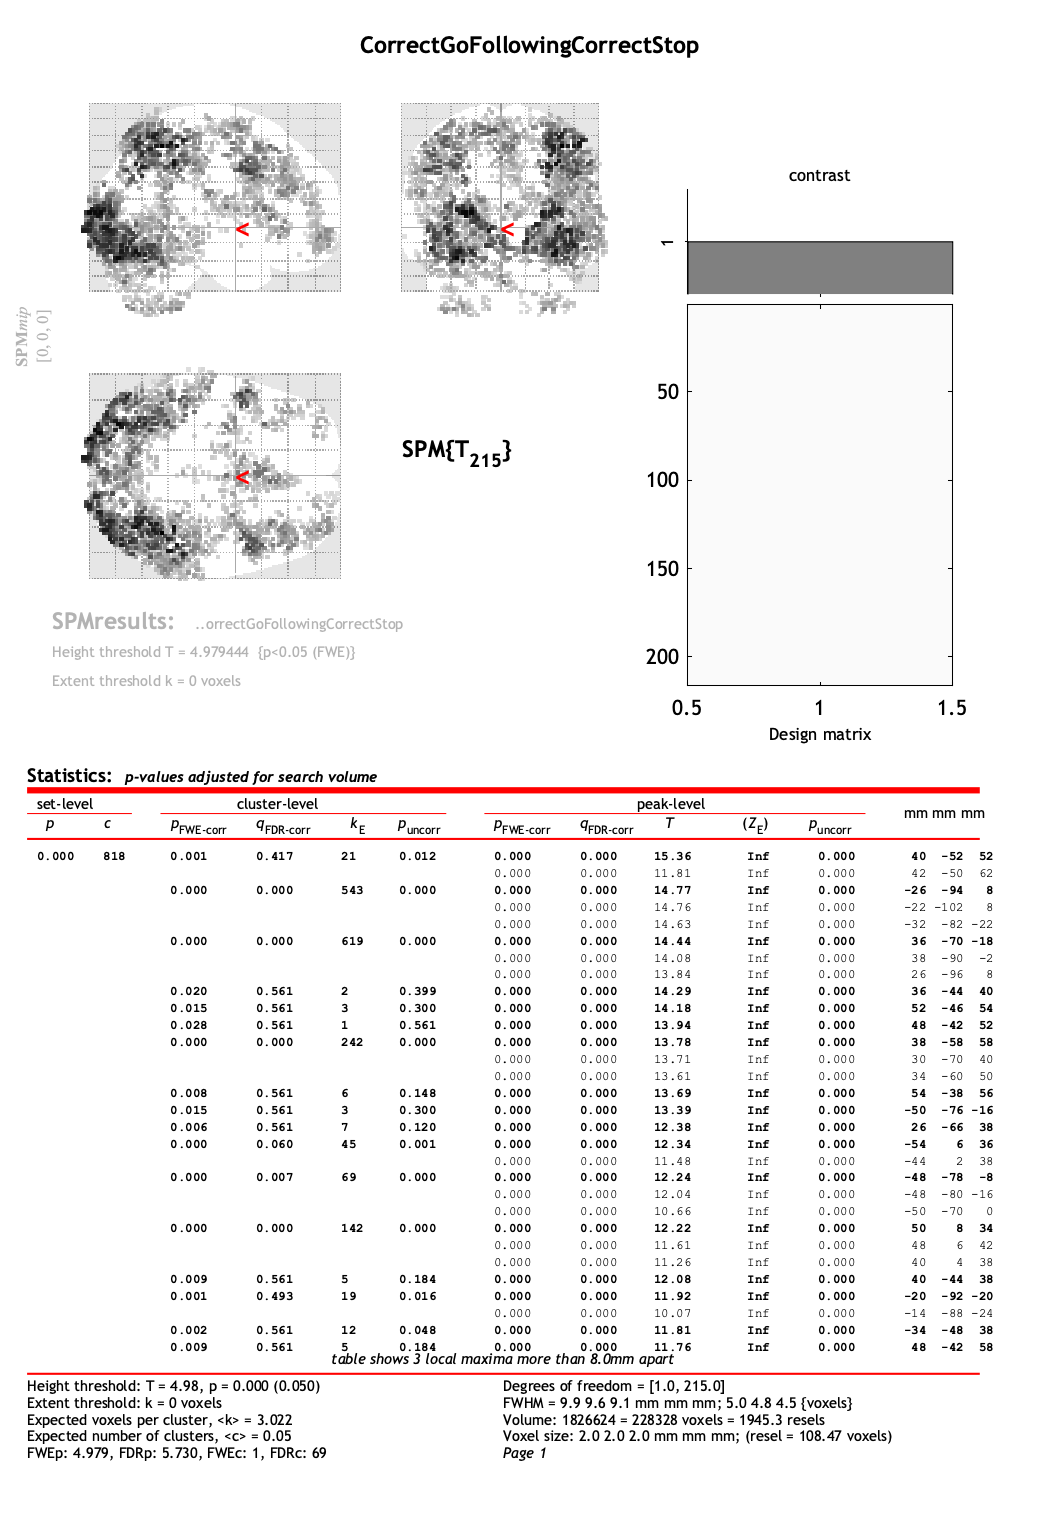 CorrectGoFollowingCorrectStop
<
<
<
SPMmip
[0, 0, 0]
SPM{T215}
contrast
1
50
100
150
200
0.5 1 1.5
Design matrix
SPMresults: ..orrectGoFollowingCorrectStop
Height threshold T = 4.979444 {p<0.05 (FWE)}
Extent threshold k = 0 voxels
Statistics: p-values adjusted for search volume
set-level cluster-level peak-level mm mm mm
p c pFWE-corr qFDR-corr kE puncorr pFWE-corr qFDR-corr T (ZE) puncorr
0.000 818 0.001 0.417 21 0.012 0.000 0.000 15.36 Inf 0.000 40 -52 52
0.000 0.000 11.81 Inf 0.000 42 -50 62
0.000 0.000 543 0.000 0.000 0.000 14.77 Inf 0.000 -26 -94 8
0.000 0.000 14.76 Inf 0.000 -22 -102 8
0.000 0.000 14.63 Inf 0.000 -32 -82 -22
0.000 0.000 619 0.000 0.000 0.000 14.44 Inf 0.000 36 -70 -18
0.000 0.000 14.08 Inf 0.000 38 -90 -2
0.000 0.000 13.84 Inf 0.000 26 -96 8
0.020 0.561 2 0.399 0.000 0.000 14.29 Inf 0.000 36 -44 40
0.015 0.561 3 0.300 0.000 0.000 14.18 Inf 0.000 52 -46 54
0.028 0.561 1 0.561 0.000 0.000 13.94 Inf 0.000 48 -42 52
0.000 0.000 242 0.000 0.000 0.000 13.78 Inf 0.000 38 -58 58
0.000 0.000 13.71 Inf 0.000 30 -70 40
0.000 0.000 13.61 Inf 0.000 34 -60 50
0.008 0.561 6 0.148 0.000 0.000 13.69 Inf 0.000 54 -38 56
0.015 0.561 3 0.300 0.000 0.000 13.39 Inf 0.000 -50 -76 -16
0.006 0.561 7 0.120 0.000 0.000 12.38 Inf 0.000 26 -66 38
0.000 0.060 45 0.001 0.000 0.000 12.34 Inf 0.000 -54 6 36
0.000 0.000 11.48 Inf 0.000 -44 2 38
0.000 0.007 69 0.000 0.000 0.000 12.24 Inf 0.000 -48 -78 -8
0.000 0.000 12.04 Inf 0.000 -48 -80 -16
0.000 0.000 10.66 Inf 0.000 -50 -70 0
0.000 0.000 142 0.000 0.000 0.000 12.22 Inf 0.000 50 8 34
0.000 0.000 11.61 Inf 0.000 48 6 42
0.000 0.000 11.26 Inf 0.000 40 4 38
0.009 0.561 5 0.184 0.000 0.000 12.08 Inf 0.000 40 -44 38
0.001 0.493 19 0.016 0.000 0.000 11.92 Inf 0.000 -20 -92 -20
0.000 0.000 10.07 Inf 0.000 -14 -88 -24
0.002 0.561 12 0.048 0.000 0.000 11.81 Inf 0.000 -34 -48 38
0.009 0.561 5 0.184 0.000 0.000 11.76 Inf 0.000 48 -42 58
table shows 3 local maxima more than 8.0mm apart
Height threshold: T = 4.98, p = 0.000 (0.050)
Extent threshold: k = 0 voxels
Expected voxels per cluster, <k> = 3.022
Expected number of clusters, <c> = 0.05
FWEp: 4.979, FDRp: 5.730, FWEc: 1, FDRc: 69
Degrees of freedom = [1.0, 215.0]
FWHM = 9.9 9.6 9.1 mm mm mm; 5.0 4.8 4.5 {voxels}
Volume: 1826624 = 228328 voxels = 1945.3 resels
Voxel size: 2.0 2.0 2.0 mm mm mm; (resel = 108.47 voxels)
Page 1